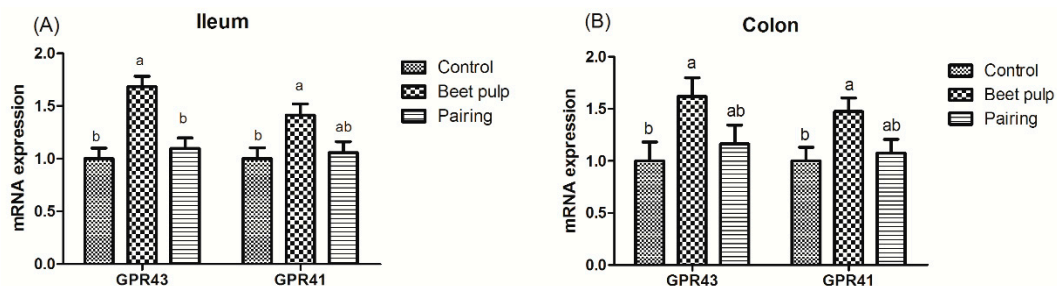 (A)
Ileum
mRNA expression
2.0
1.5
1.0
0.5
0.0
b
a
b
b
a
ab
GPR43
GPR41
Control
Beet pulp
Pairing
(B)
Colon
mRNA expression
2.0
1.5
1.0
0.5
0.0
b
a
ab
b
a
ab
GPR43
GPR41
Control
Beet pulp
Pairing